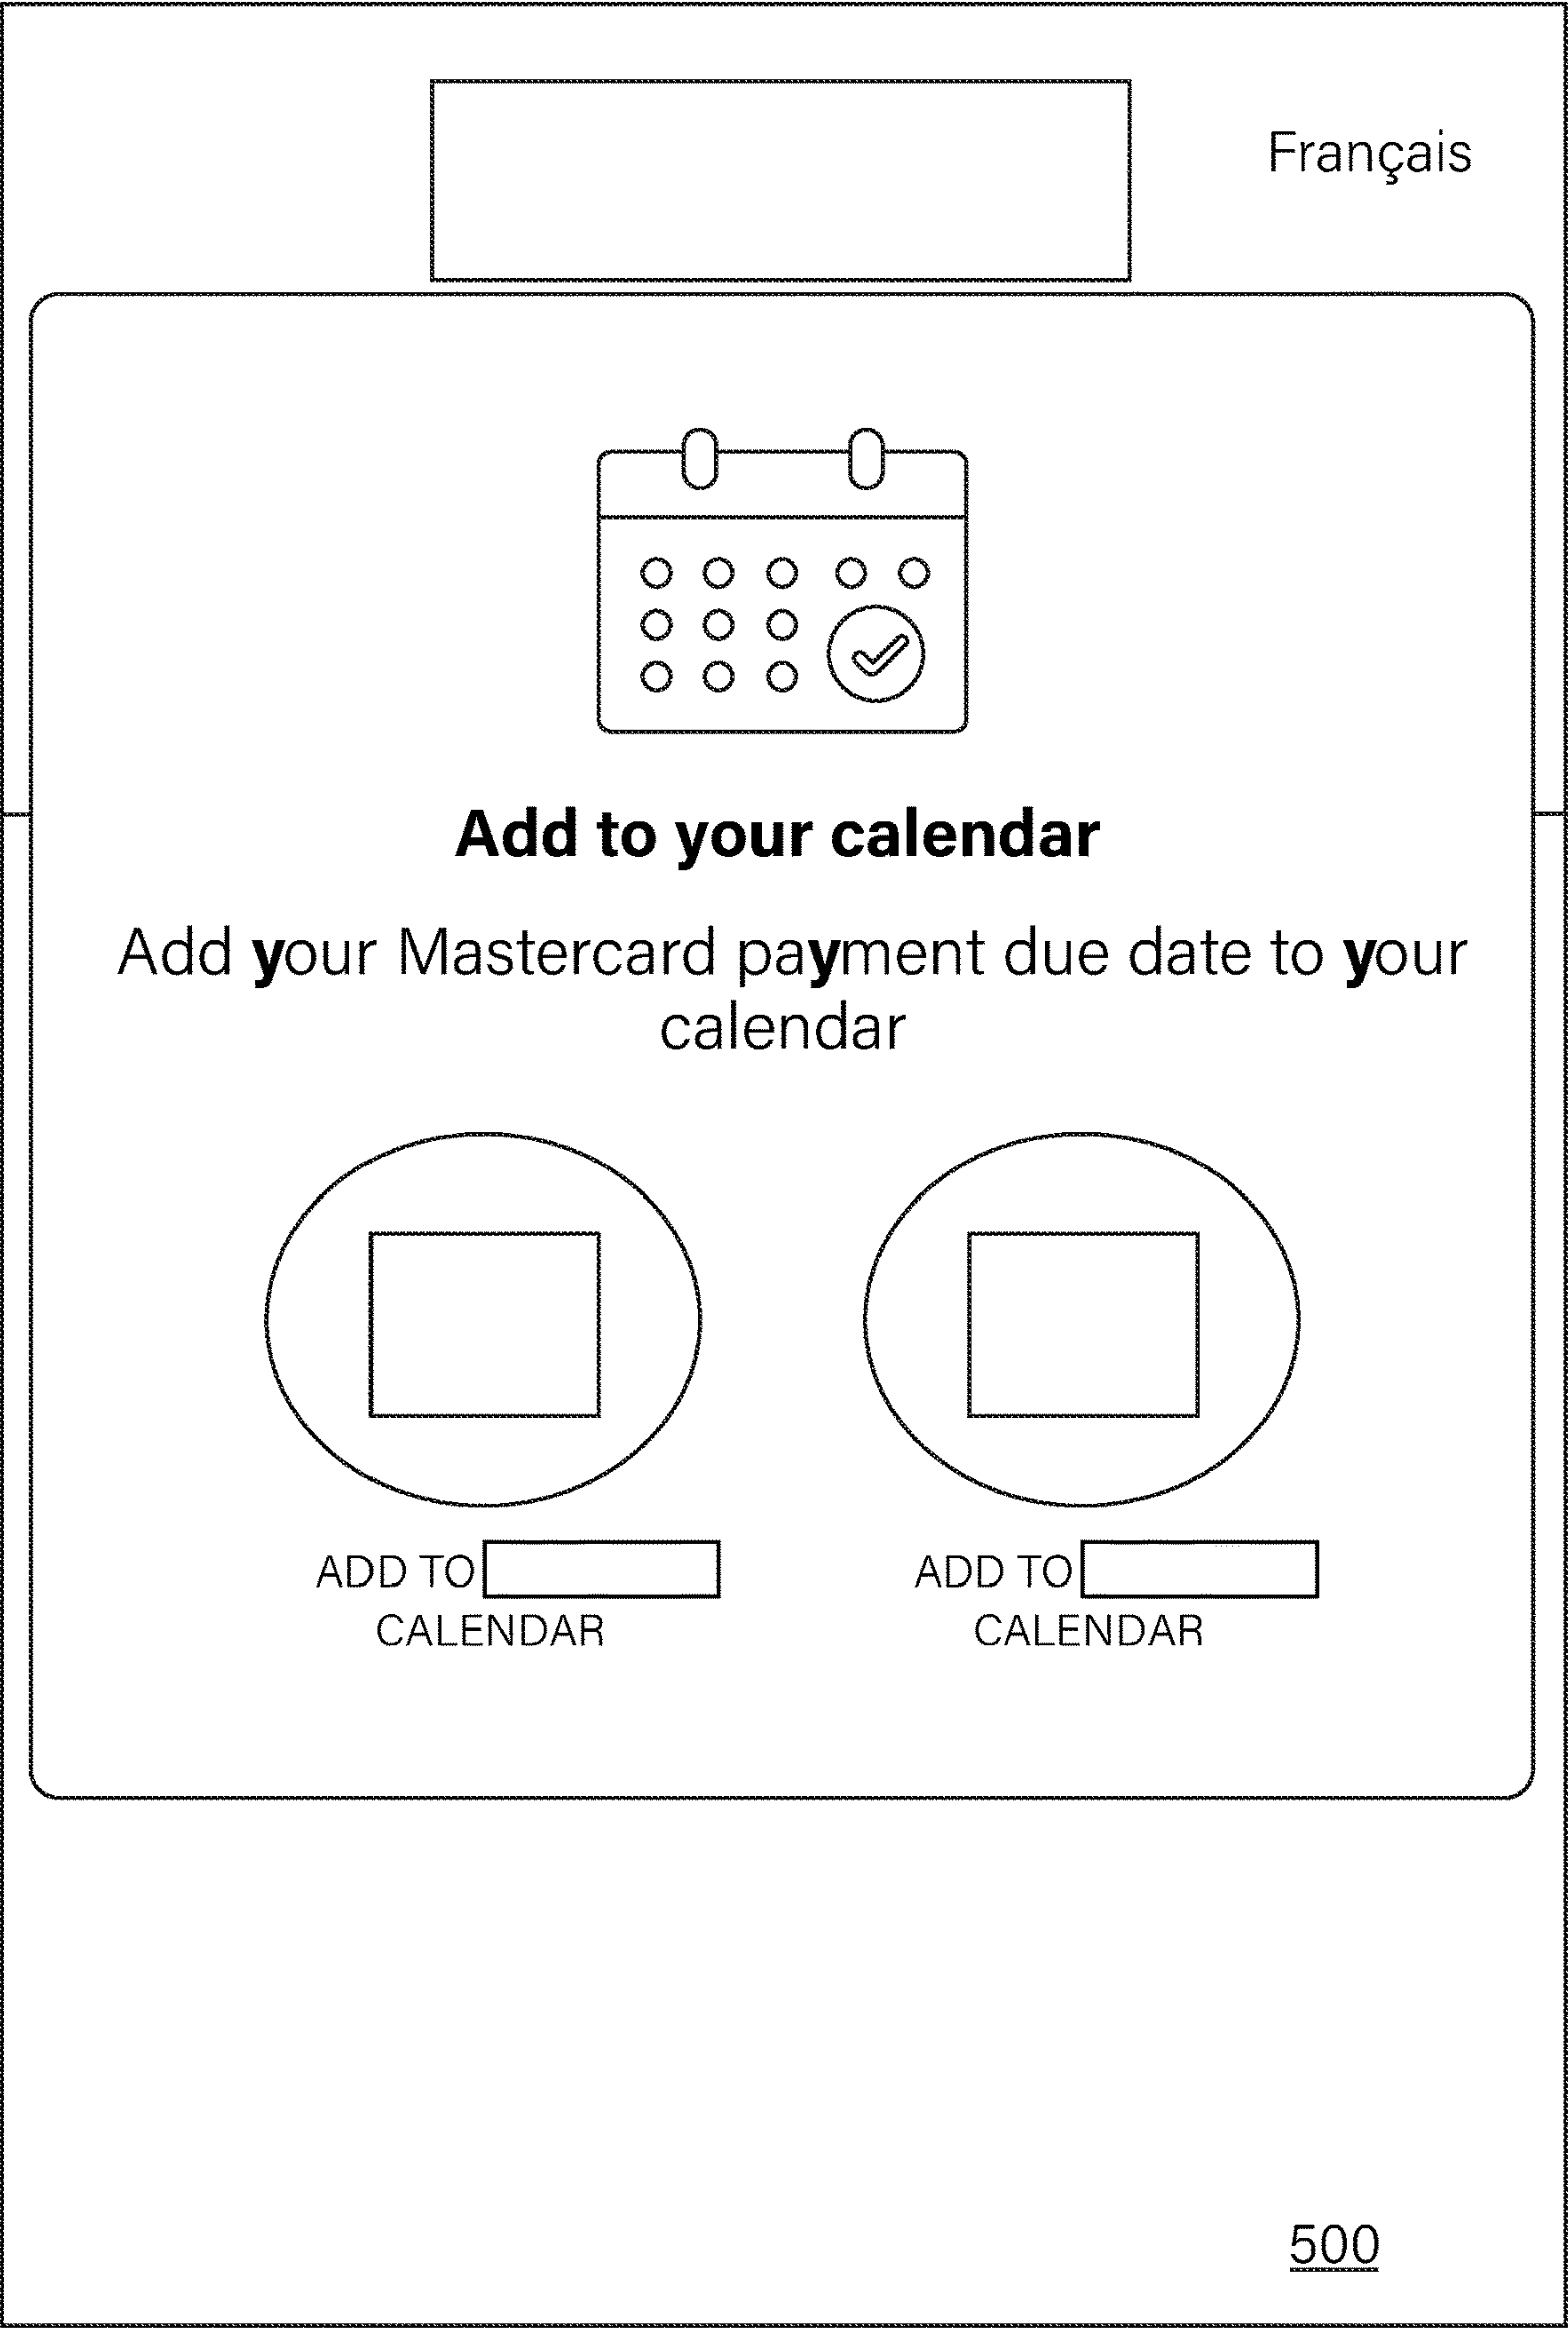 Français
Add to your calendar
Add your Mastercard payment due date to your
calendar
ADD TO
CALENDAR
ADD TO
CALENDAR
500